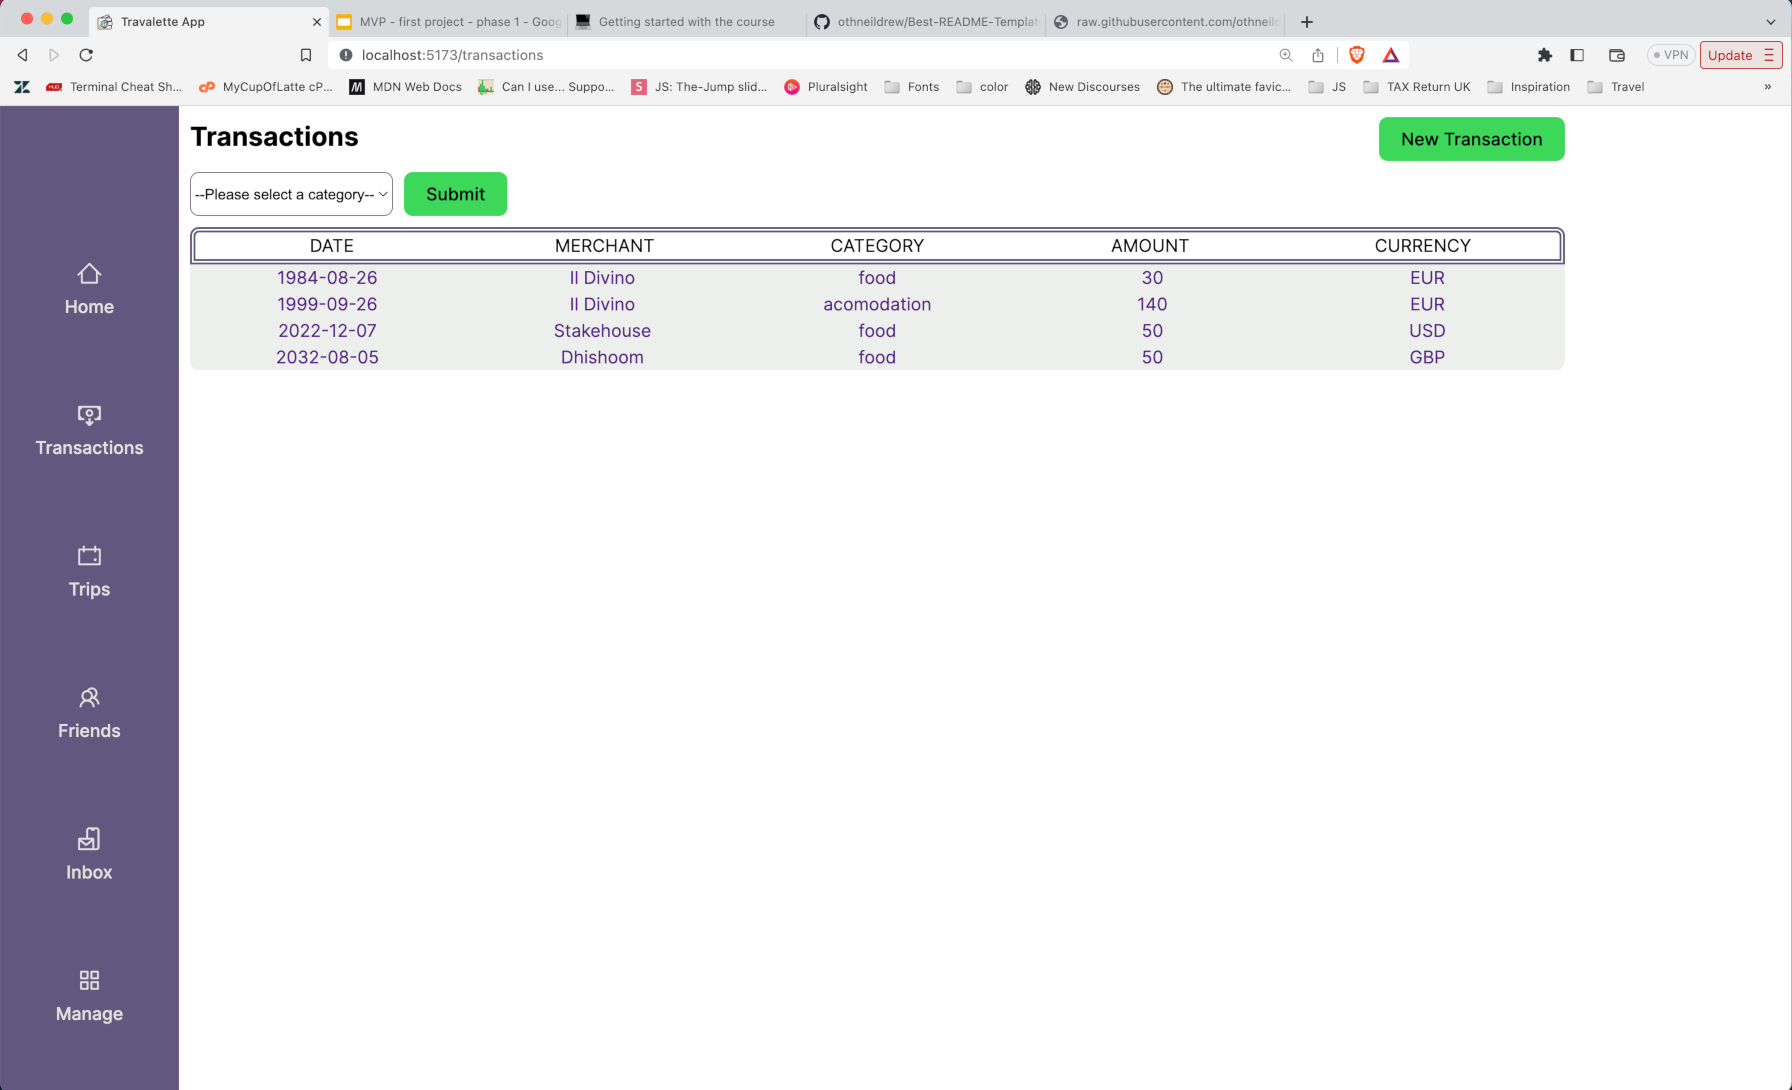 Travalette App
MVP - first project - phase 1 - Goog
Getting started with the course
othneildrew/Best-README-Templat
raw.githubusercontent.com/othneild
localhost:5173/transactions
VPN
Update
Terminal Cheat Sh...
MyCupOfLatte cP...
MDN Web Docs
Can I use... Suppo...
S
JS: The-Jump slid...
Pluralsight
Fonts
color
New Discourses
The ultimate favic...
JS
TAX Return UK
Inspiration
Travel
»
Home
Transactions
Trips
Friends
Inbox
Manage
Transactions
New Transaction
--Please select a category--
Submit
DATE MERCHANT CATEGORY AMOUNT CURRENCY
1984-08-26 Il Divino food 30 EUR
1999-09-26 Il Divino acomodation 140 EUR
2022-12-07 Stakehouse food 50 USD
2032-08-05 Dhishoom food 50 GBP